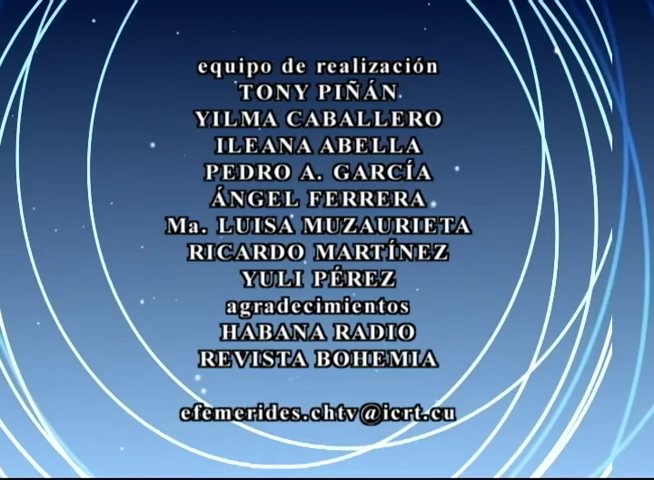 equipo de realización
TONY PIÑÁN
YILMA CABALLERO
ILEANA ABELLA
PEDRO A. GARCÍA
ÁNGEL FERRERA
Ma. LUISA MUZAURIETA
RICARDO MARTÍNEZ
YULI PÉREZ
agradecimientos
HABANA RADIO
REVISTA BOHEMIA
efemerides.chtv@icrt.cu